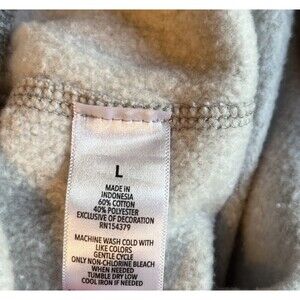 L
MADE IN
INDONESIA
60% COTTON
40% POLYESTER
EXCLUSIVE OF DECORATION
RN154379
MACHINE WASH COLD WITH
LIKE COLORS
GENTLE CYCLE
ONLY NON-CHLORINE BLEACH
WHEN NEEDED
TUMBLE DRY LOW
COOL IRON IF NEEDED